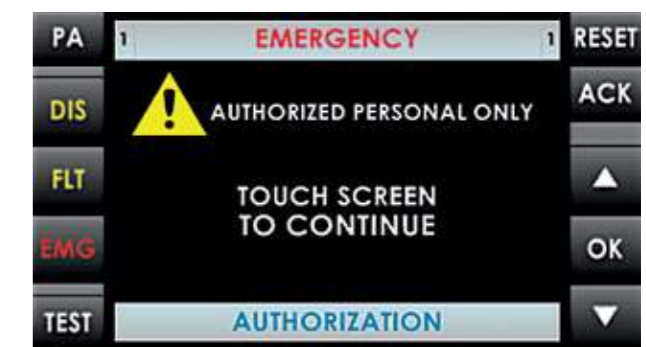 PA
1 EMERGENCY 1
RESET
DIS
AUTHORIZED PERSONAL ONLY
ACK
FLT
TOUCH SCREEN
TO CONTINUE
EMG
OK
TEST
AUTHORIZATION